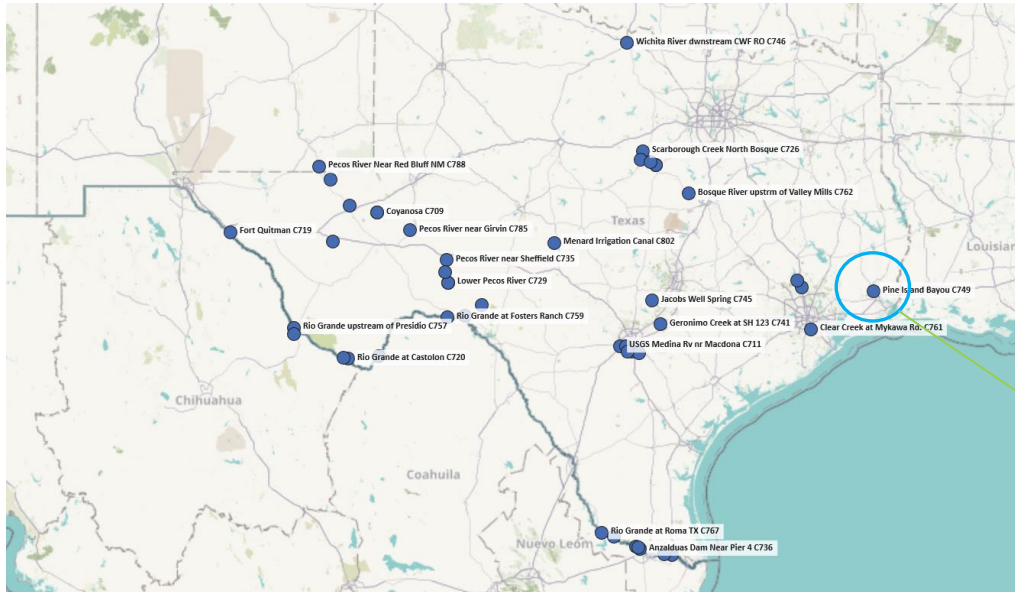 Wichita River dwnstream CWF RO C746
Scarborough Creek North Bosque C726
Pecos River Near Red Bluff NM C788
Bosque River upstrm of Valley Mills C762
Coyanosa C709
Texas
Fort Quitman C719
Pecos River near Girvin C785
Menard Irrigation Canal C802
Louisian
Pecos River near Sheffield C735
Lower Pecos River C729
Pine Island Bayou C749
Jacobs Well Spring C745
Rio Grande at Fosters Ranch C759
Geronimo Creek at SH 123 C741
Rio Grande upstream of Presidio C757
Clear Creek at Mykawa Rd. C761
USGS Medina Rv nr Macdona C711
Rio Grande at Castolon C720
Chihuahua
Coahuila
Rio Grande at Roma TX C767
Nuevo León
Anzalduas Dam Near Pier 4 C736